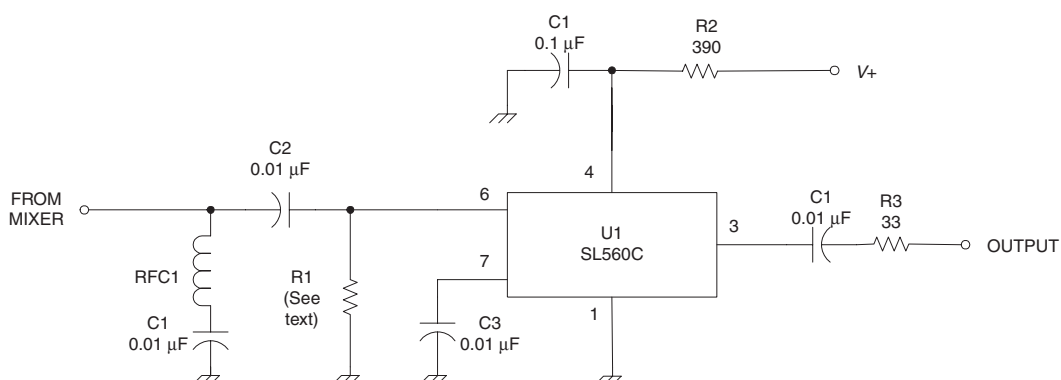 C1
0.1 µF
R2
390
V+
C2
0.01 µF
4
FROM
MIXER
6
C1
0.01 µF
R3
33
U1
SL560C
3
OUTPUT
7
RFC1
R1
(See
text)
1
C1
0.01 µF
C3
0.01 µF